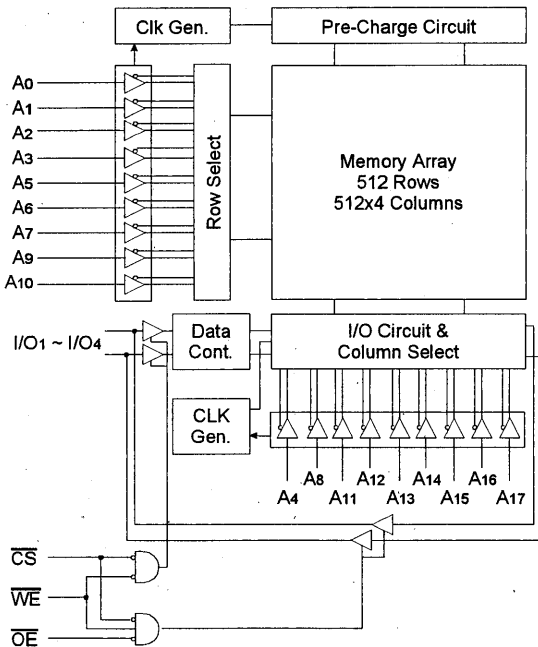 Clk Gen.
Pre-Charge Circuit
A0
A1
A2
A3
A5
A6
A7
A9
A10
Row Select
Memory Array
512 Rows
512x4 Columns
I/O1 ~ I/O4
Data
Cont.
I/O Circuit &
Column Select
CLK
Gen.
A8 A12 A14 A16
A4 A11 A13 A15 A17
CS
WE
OE